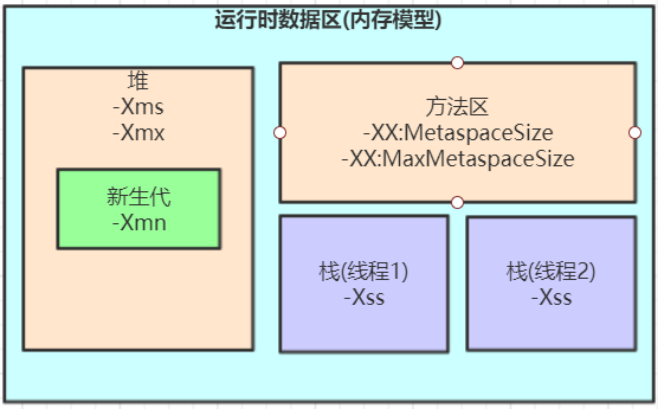 运行时数据区(内存模型)
堆
-Xms
-Xmx
新生代
-Xmn
方法区
-XX:MetaspaceSize
-XX:MaxMetaspaceSize
栈(线程1)
-Xss
栈(线程2)
-Xss